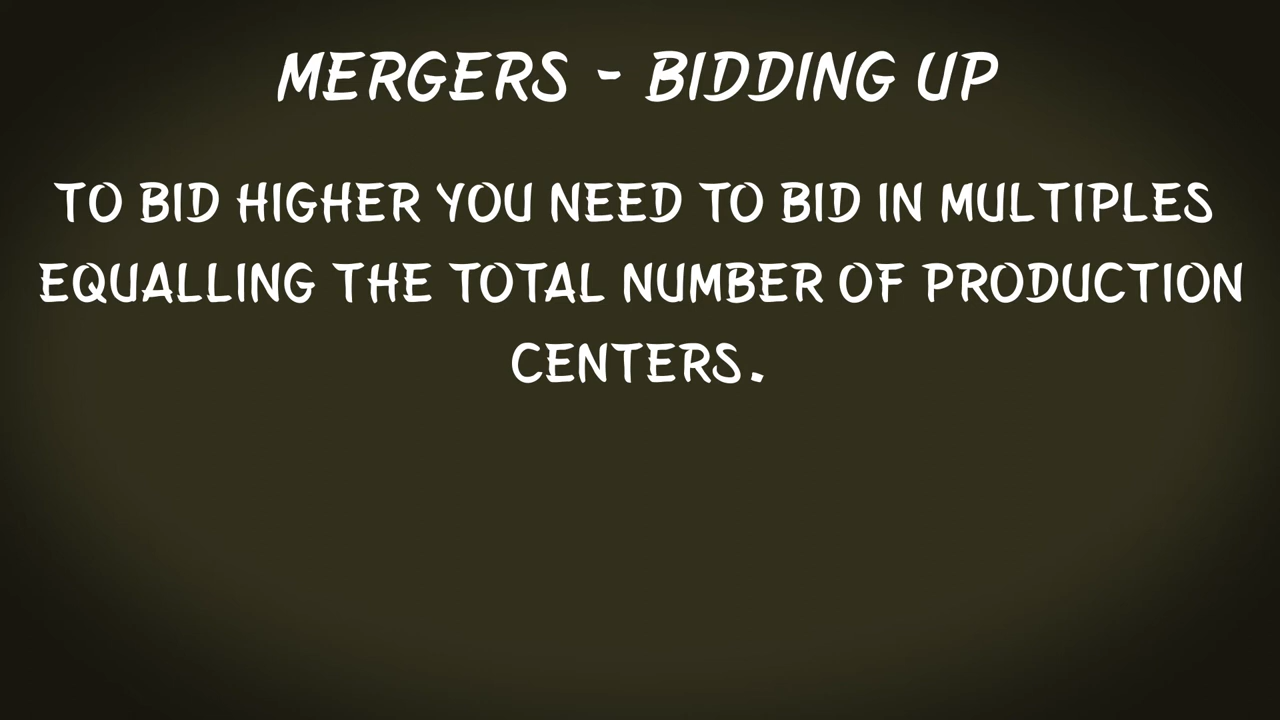 MERGERS - BIDDING UP
TO BID HIGHER YOU NEED TO BID IN MULTIPLES
EQUALLING THE TOTAL NUMBER OF PRODUCTION
CENTERS.